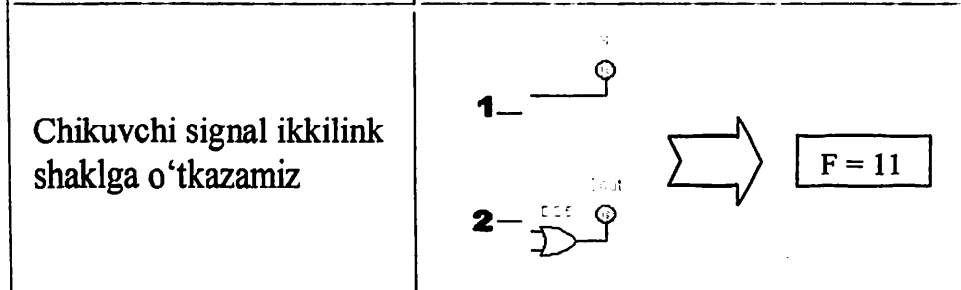 Chikuvchi signal ikkilink
shaklga o‘tkazamiz
1
2
F = 11